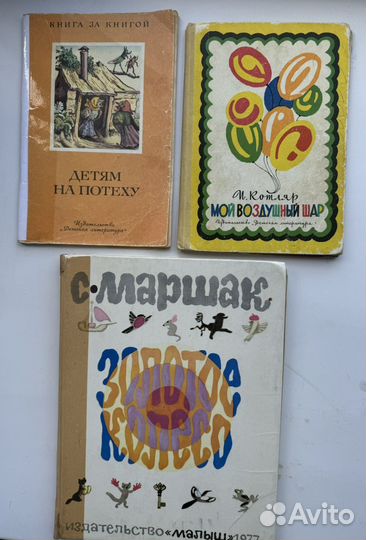 КНИГА ЗА КНИГОЙ
ДЕТЯМ
НА ПОТЕХУ
Издательство
«Детская литература»
И. Котляр
МОЙ ВОЗДУШНЫЙ ШАР
Издательство „Детская литература“
С. Маршак
ЗОЛОТОЕ
КОЛЕСО
издательство «малыш» 1977
Avito